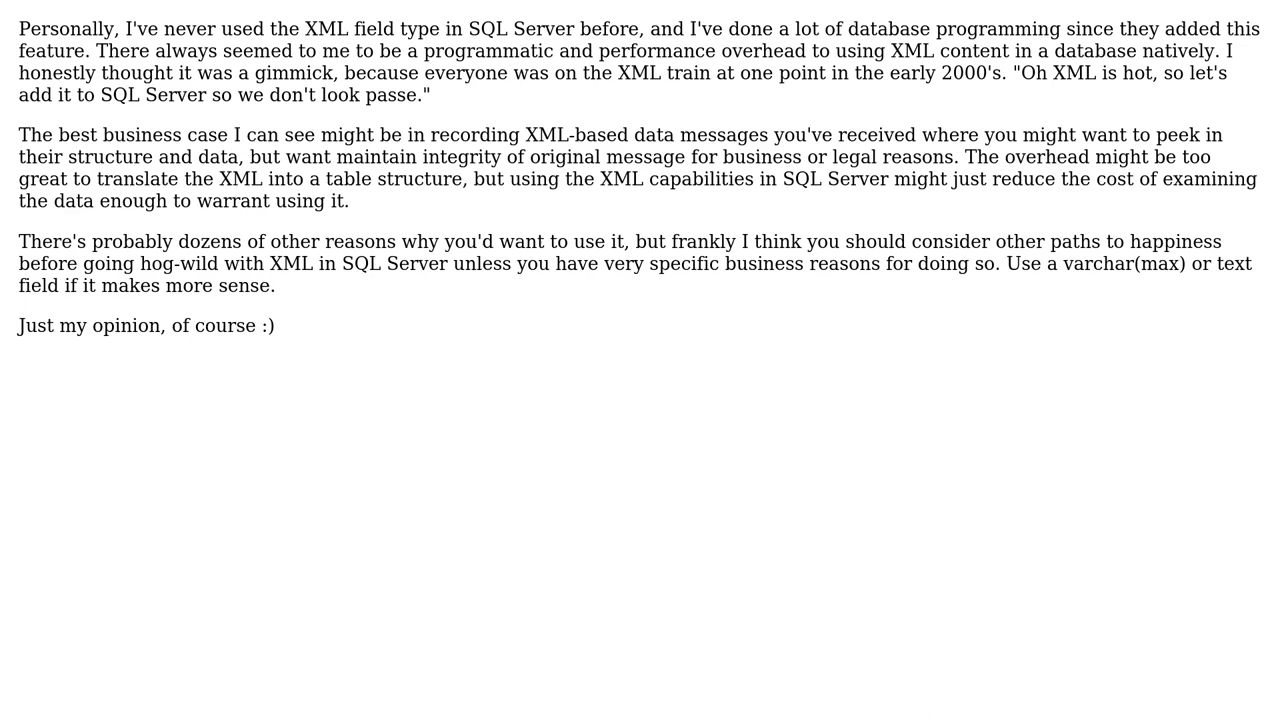 Personally, I've never used the XML field type in SQL Server before, and I've done a lot of database programming since they added this
feature. There always seemed to me to be a programmatic and performance overhead to using XML content in a database natively. I
honestly thought it was a gimmick, because everyone was on the XML train at one point in the early 2000's. "Oh XML is hot, so let's
add it to SQL Server so we don't look passe."
The best business case I can see might be in recording XML-based data messages you've received where you might want to peek in
their structure and data, but want maintain integrity of original message for business or legal reasons. The overhead might be too
great to translate the XML into a table structure, but using the XML capabilities in SQL Server might just reduce the cost of examining
the data enough to warrant using it.
There's probably dozens of other reasons why you'd want to use it, but frankly I think you should consider other paths to happiness
before going hog-wild with XML in SQL Server unless you have very specific business reasons for doing so. Use a varchar(max) or text
field if it makes more sense.
Just my opinion, of course :)